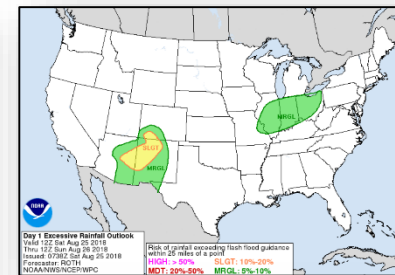 MRGL
SLGT
MRGL
NOAA
Day 1 Excessive Rainfall Outlook
Valid 12Z Sat Aug 25 2018
Thru 12Z Sun Aug 26 2018
Issued: 0738Z Sat Aug 25 2018
Forecaster: ROTH
NOAA/NWS/NCEP/WPC
Risk of rainfall exceeding flash flood guidance
within 25 miles of a point
HIGH: > 50% SLGT: 10%-20%
MDT: 20%-50% MRGL: 5%-10%